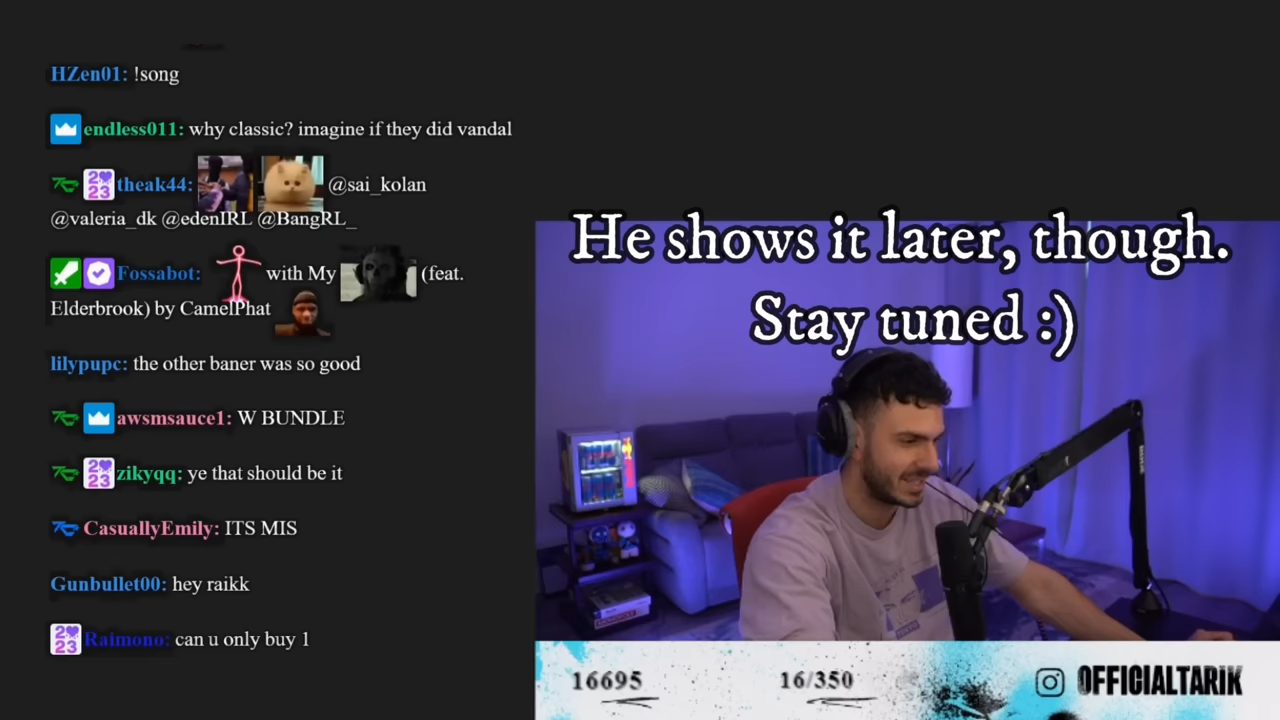 HZen01: !song
endless011: why classic? imagine if they did vandal
theak44: @sai_kolan
@valeria_dk @edenIRL @BangRL_
Fossabot: with My (feat.
Elderbrook) by CamelPhat
lilypupc: the other baner was so good
awsmsauce1: W BUNDLE
zikyqq: ye that should be it
CasuallyEmily: ITS MIS
Gunbullet00: hey raikk
Raimono: can u only buy 1
He shows it later, though.
Stay tuned :)
16695 16/350 OFFICIALTARIK